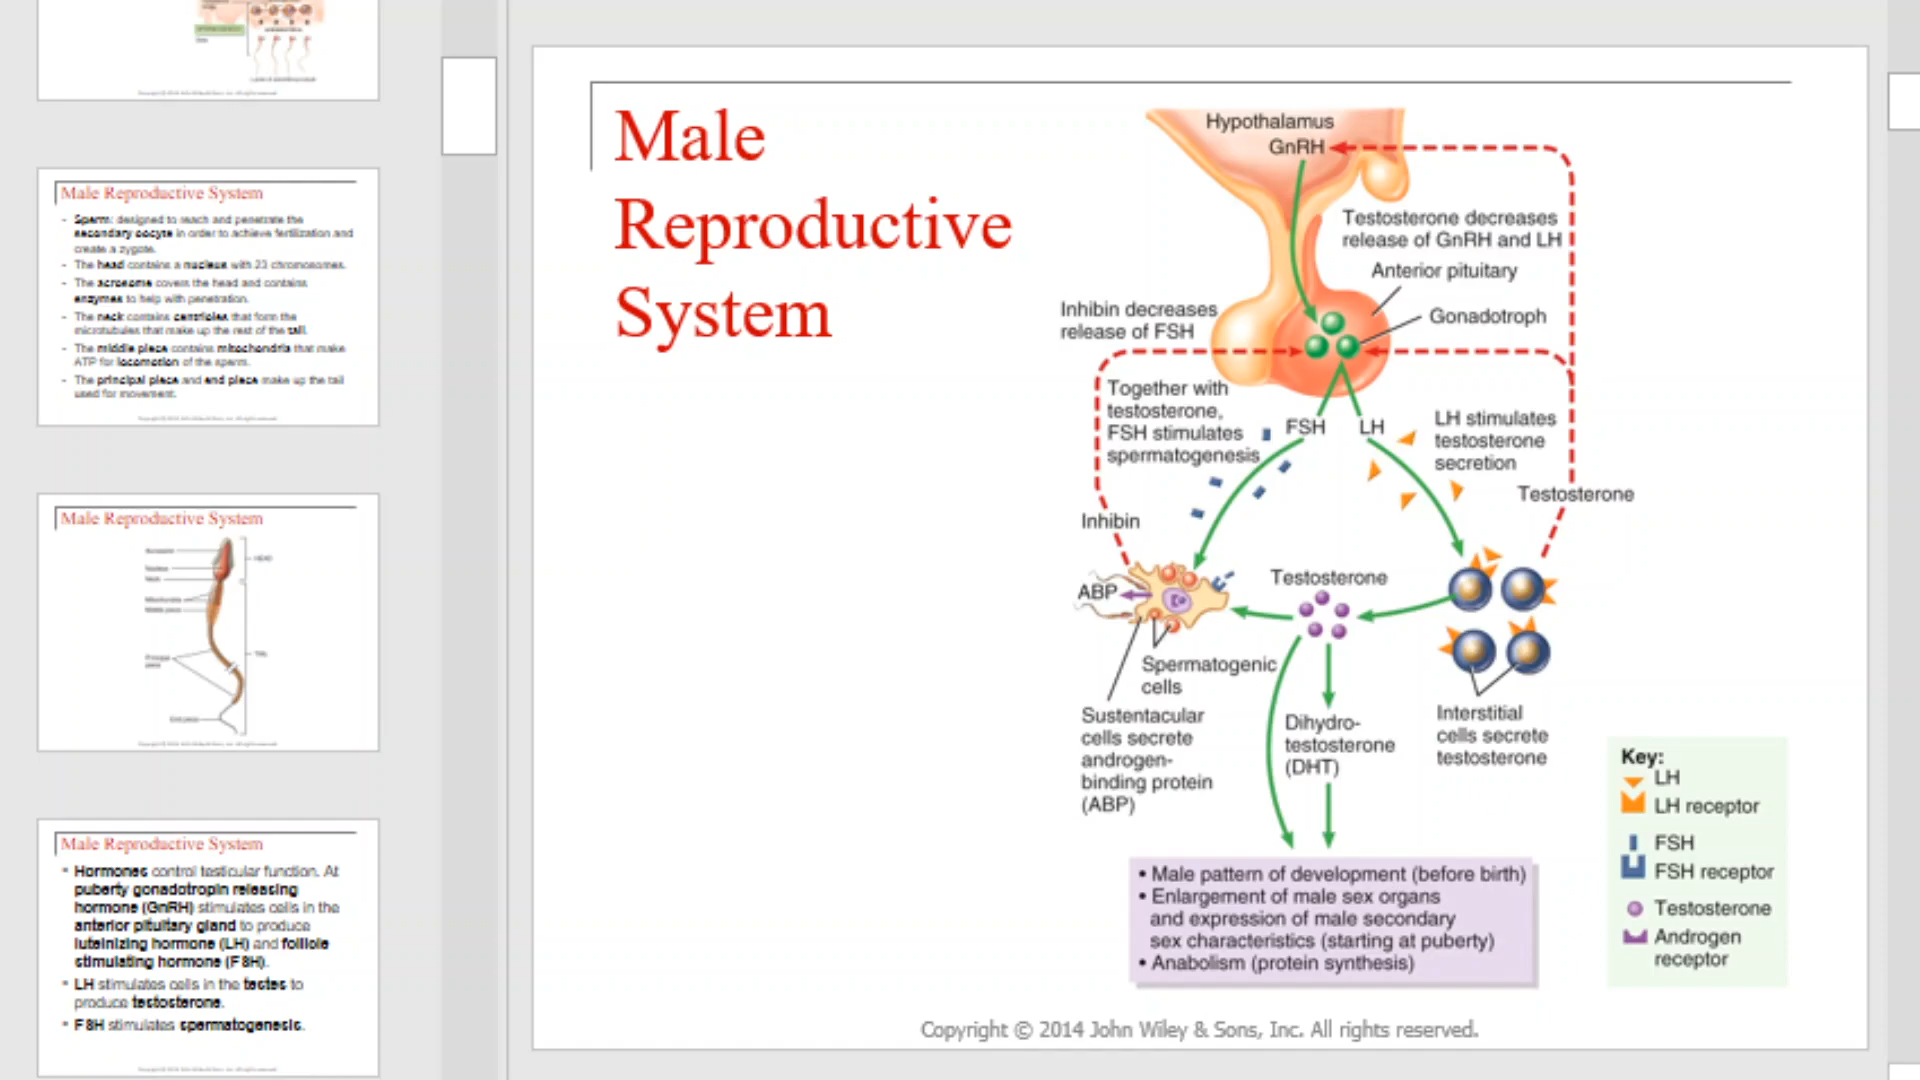 Male Reproductive System
- Sperm: designed to reach and penetrate the
secondary oocyte in order to achieve fertilization and
create a zygote.
- The head contains a nucleus with 23 chromosomes.
- The acrosome covers the head and contains
enzymes to help with penetration.
- The neck contains centrioles that form the
microtubules that make up the rest of the tail.
- The middle piece contains mitochondria that make
ATP for locomotion of the sperm.
- The principal piece and end piece make up the tail
used for movement.
Male Reproductive System
Male Reproductive System
Hormones control testicular function. At
puberty gonadotropin releasing
hormone (GnRH) stimulates cells in the
anterior pituitary gland to produce
luteinizing hormone (LH) and follicle
stimulating hormone (FSH).
LH stimulates cells in the testes to
produce testosterone.
FSH stimulates spermatogenesis.
Male
Reproductive
System
Hypothalamus
GnRH
Testosterone decreases
release of GnRH and LH
Anterior pituitary
Gonadotroph
Inhibin decreases
release of FSH
Together with
testosterone,
FSH stimulates
spermatogenesis
FSH
LH
LH stimulates
testosterone
secretion
Testosterone
Inhibin
ABP
Testosterone
Spermatogenic
cells
Sustentacular
cells secrete
androgen-
binding protein
(ABP)
Dihydro-
testosterone
(DHT)
Interstitial
cells secrete
testosterone
Key:
LH
LH receptor
FSH
FSH receptor
Testosterone
Androgen
receptor
• Male pattern of development (before birth)
• Enlargement of male sex organs
and expression of male secondary
sex characteristics (starting at puberty)
• Anabolism (protein synthesis)
Copyright © 2014 John Wiley & Sons, Inc. All rights reserved.